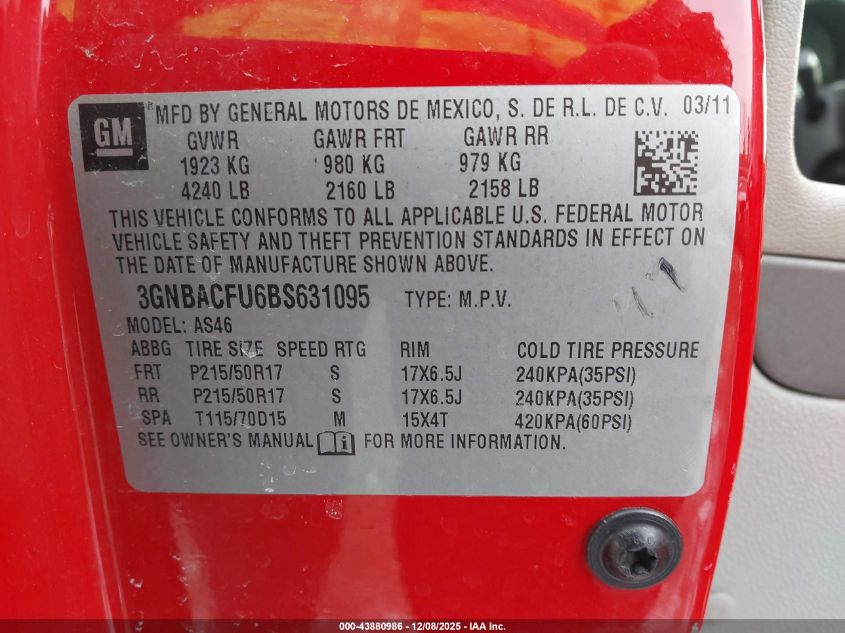 GM ® MFD BY GENERAL MOTORS DE MEXICO, S. DE R.L. DE C.V. 03/11
GVWR GAWR FRT GAWR RR
1923 KG 980 KG 979 KG
4240 LB 2160 LB 2158 LB
THIS VEHICLE CONFORMS TO ALL APPLICABLE U.S. FEDERAL MOTOR
VEHICLE SAFETY AND THEFT PREVENTION STANDARDS IN EFFECT ON
THE DATE OF MANUFACTURE SHOWN ABOVE.
3GNBACFU6BS631095 TYPE: M.P.V.
MODEL: AS46
ABBG TIRE SIZE SPEED RTG RIM COLD TIRE PRESSURE
FRT P215/50R17 S 17X6.5J 240KPA(35PSI)
RR P215/50R17 S 17X6.5J 240KPA(35PSI)
SPA T115/70D15 M 15X4T 420KPA(60PSI)
SEE OWNER'S MANUAL FOR MORE INFORMATION.
000-43880986 - 12/08/2025 - IAA Inc.